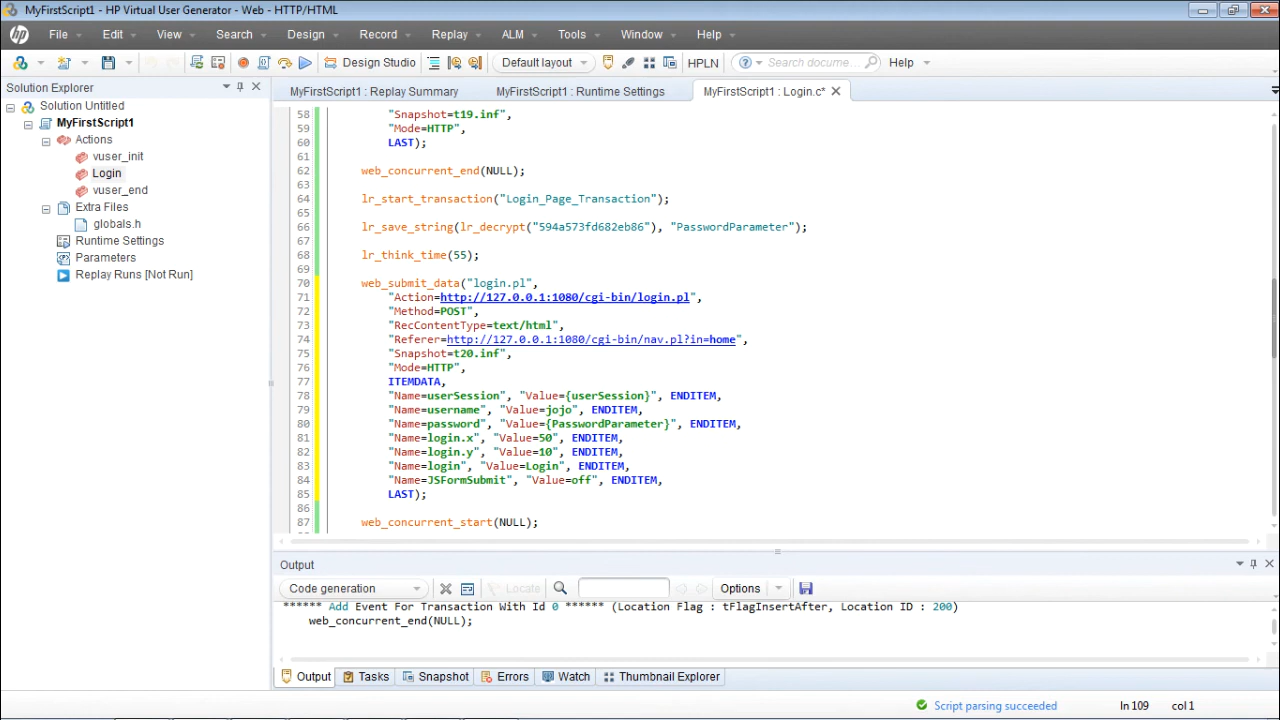 MyFirstScript1 - HP Virtual User Generator - Web - HTTP/HTML
hp File Edit View Search Design Record Replay ALM Tools Window Help
Design Studio Default layout HPLN Search docume... Help
Solution Explorer
Solution Untitled
MyFirstScript1
Actions
vuser_init
Login
vuser_end
Extra Files
globals.h
Runtime Settings
Parameters
Replay Runs [Not Run]
MyFirstScript1 : Replay Summary MyFirstScript1 : Runtime Settings MyFirstScript1 : Login.c*
58 "Snapshot=t19.inf",
59 "Mode=HTTP",
60 LAST);
61
62 web_concurrent_end(NULL);
63
64 lr_start_transaction("Login_Page_Transaction");
65
66 lr_save_string(lr_decrypt("594a573fd682eb86"), "PasswordParameter");
67
68 lr_think_time(55);
69
70 web_submit_data("login.pl",
71 "Action=http://127.0.0.1:1080/cgi-bin/login.pl",
72 "Method=POST",
73 "RecContentType=text/html",
74 "Referer=http://127.0.0.1:1080/cgi-bin/nav.pl?in=home",
75 "Snapshot=t20.inf",
76 "Mode=HTTP",
77 ITEMDATA,
78 "Name=userSession", "Value={userSession}", ENDITEM,
79 "Name=username", "Value=jojo", ENDITEM,
80 "Name=password", "Value={PasswordParameter}", ENDITEM,
81 "Name=login.x", "Value=50", ENDITEM,
82 "Name=login.y", "Value=10", ENDITEM,
83 "Name=login", "Value=Login", ENDITEM,
84 "Name=JSFormSubmit", "Value=off", ENDITEM,
85 LAST);
86
87 web_concurrent_start(NULL);
Output
Code generation Locate Options
****** Add Event For Transaction With Id 0 ****** (Location Flag : tFlagInsertAfter, Location ID : 200)
web_concurrent_end(NULL);
Output Tasks Snapshot Errors Watch Thumbnail Explorer
Script parsing succeeded ln 109 col 1